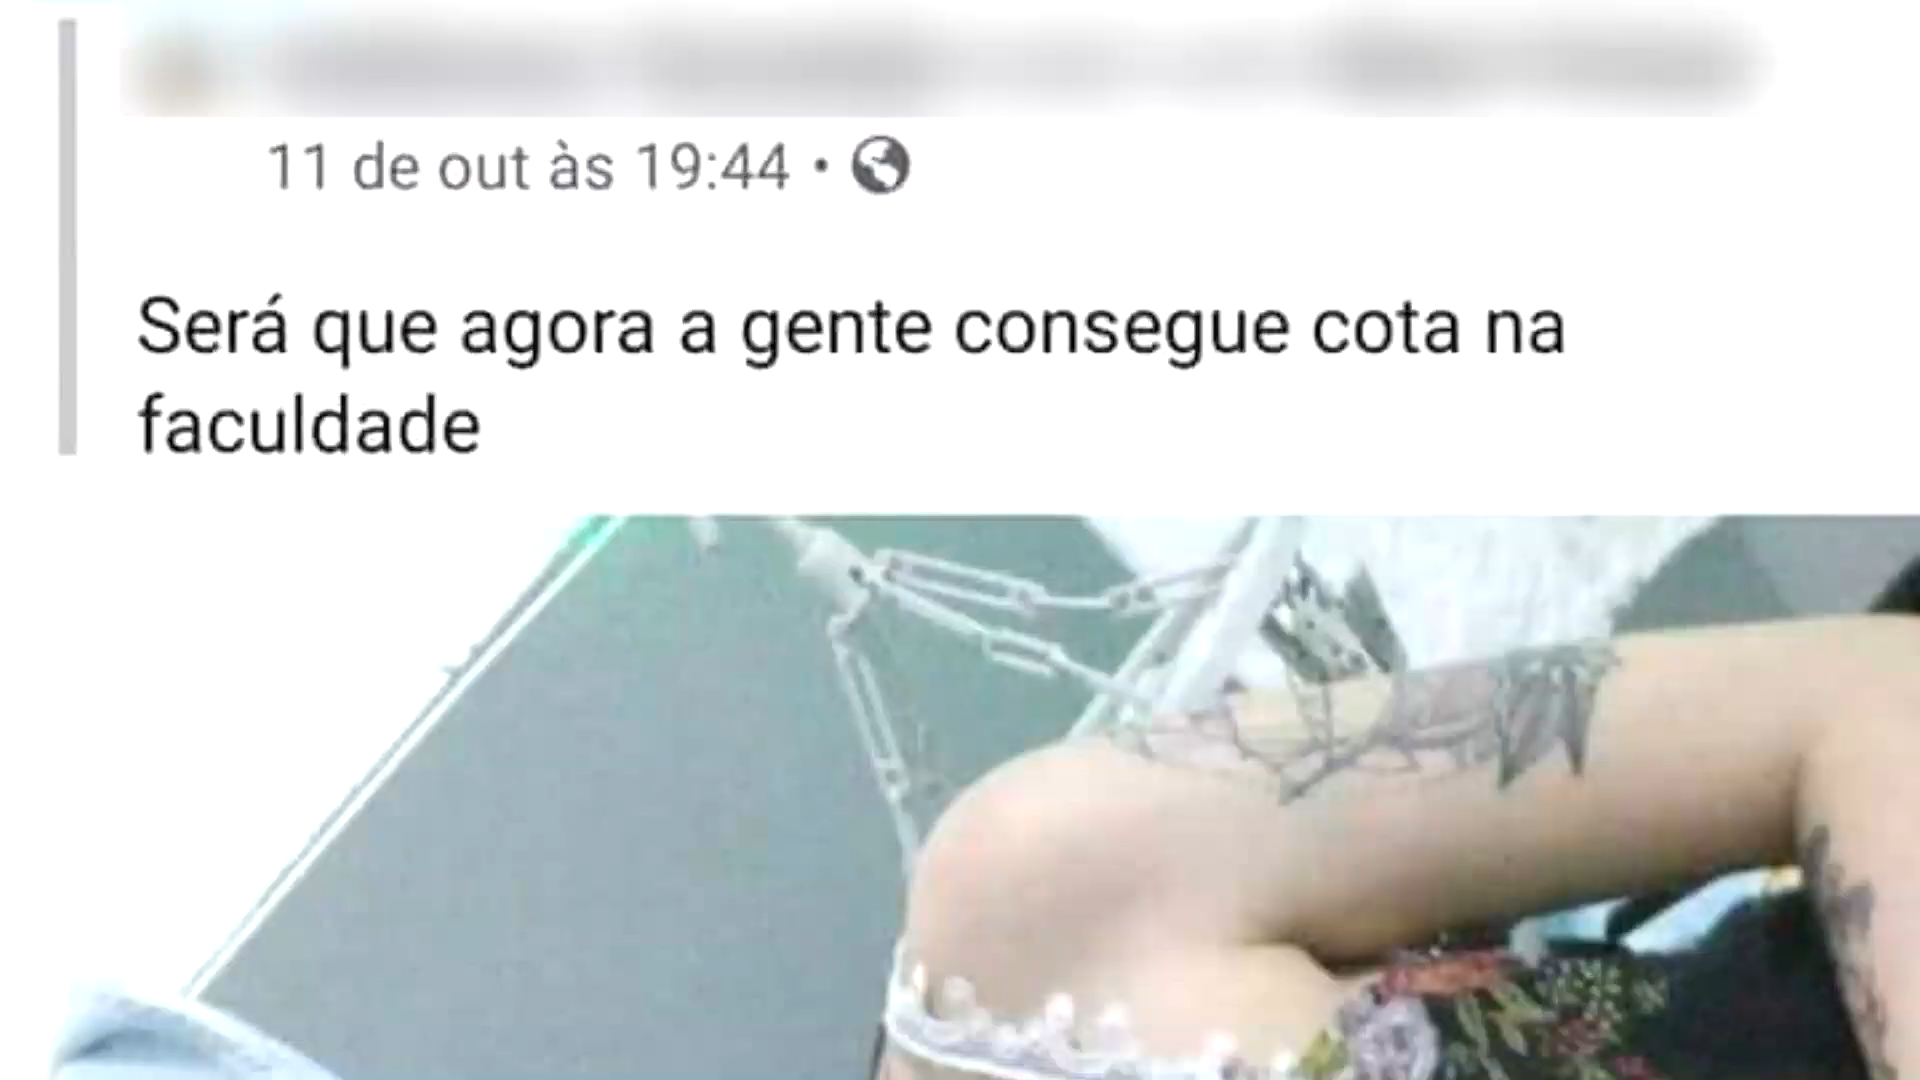 11 de out às 19:44 •
Será que agora a gente consegue cota na
faculdade